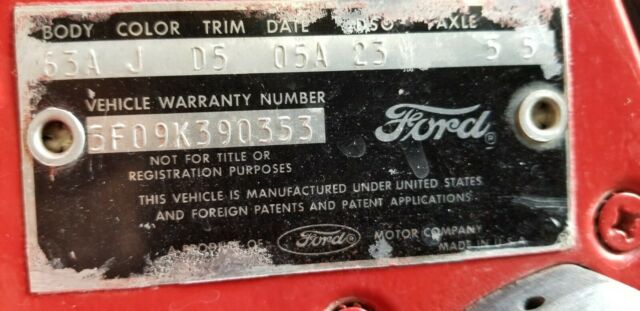 BODY COLOR TRIM DATE DSO AXLE
63A J D5 05A 23 5 5
VEHICLE WARRANTY NUMBER
5F09K390353
Ford
NOT FOR TITLE OR
REGISTRATION PURPOSES
THIS VEHICLE IS MANUFACTURED UNDER UNITED STATES
AND FOREIGN PATENTS AND PATENT APPLICATIONS
A PRODUCT OF Ford MOTOR COMPANY
MADE IN U.S.A.